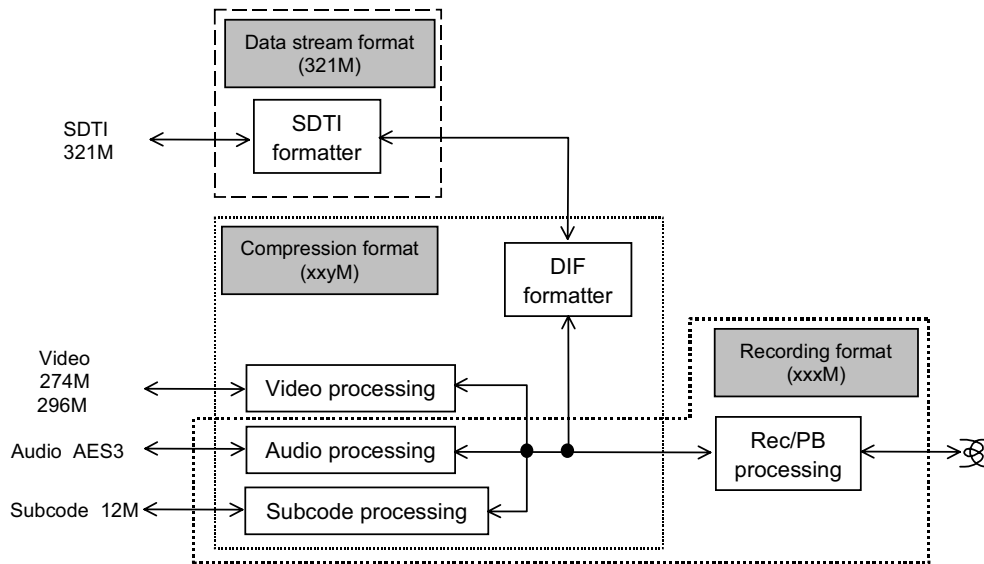 Data stream format
(321M)
SDTI
321M
SDTI
formatter
Compression format
(xxyM)
DIF
formatter
Video
274M
296M
Video processing
Recording format
(xxxM)
Audio AES3
Audio processing
Rec/PB
processing
Subcode 12M
Subcode processing